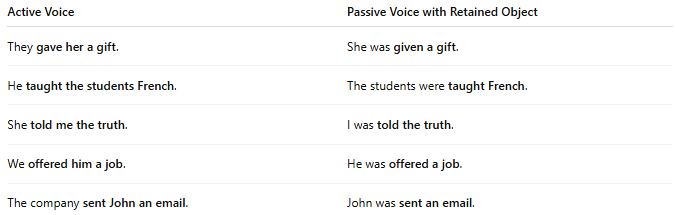 Active Voice Passive Voice with Retained Object
They gave her a gift. She was given a gift.
He taught the students French. The students were taught French.
She told me the truth. I was told the truth.
We offered him a job. He was offered a job.
The company sent John an email. John was sent an email.